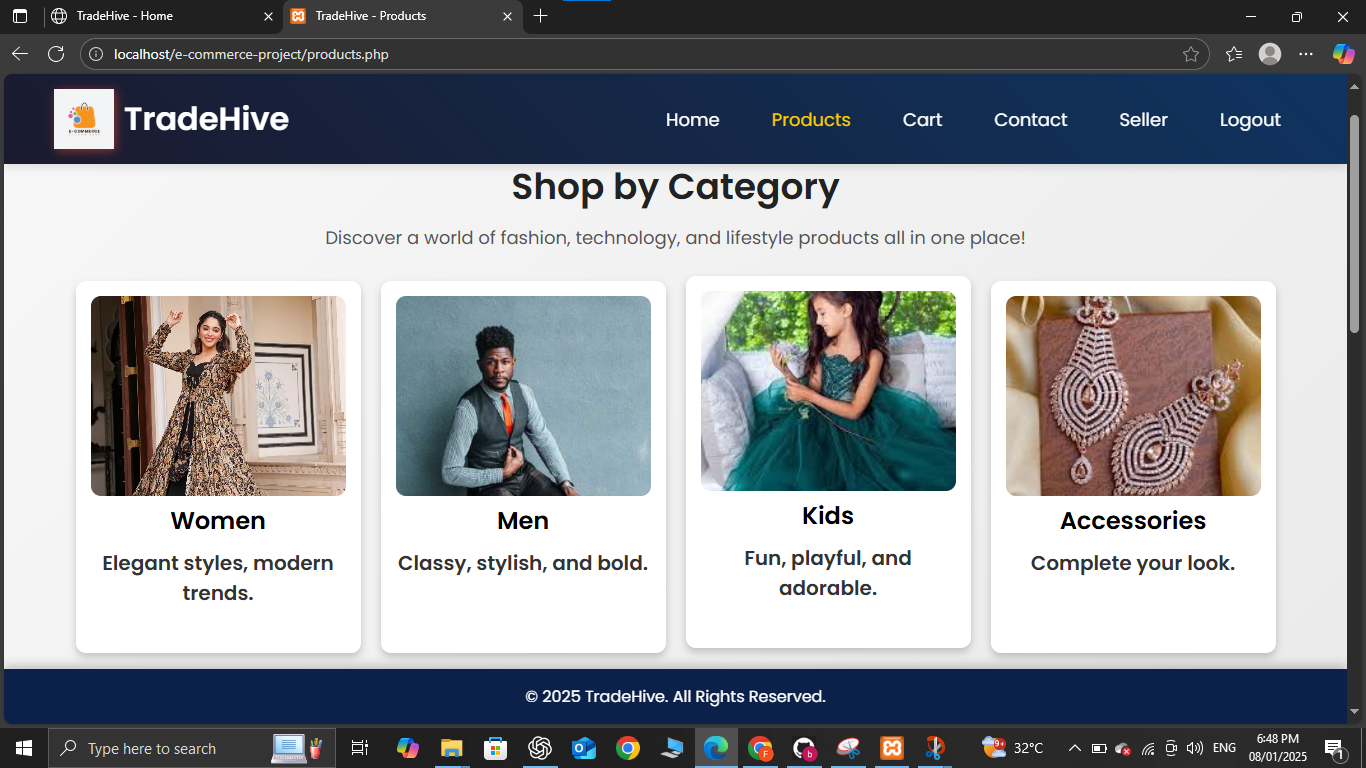 TradeHive - Home
TradeHive - Products
localhost/e-commerce-project/products.php
E-COMMERCE
TradeHive
Home
Products
Cart
Contact
Seller
Logout
Shop by Category
Discover a world of fashion, technology, and lifestyle products all in one place!
Women
Elegant styles, modern
trends.
Men
Classy, stylish, and bold.
Kids
Fun, playful, and
adorable.
Accessories
Complete your look.
© 2025 TradeHive. All Rights Reserved.
Type here to search
32°C
ENG
6:48 PM
08/01/2025
1